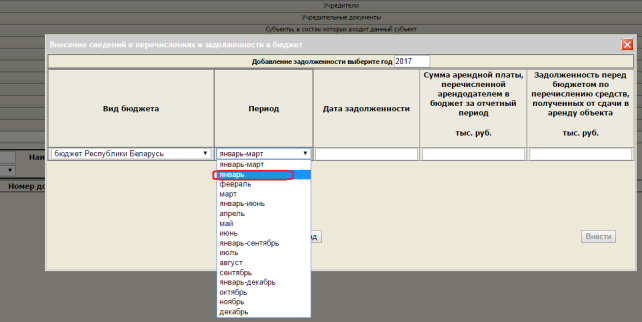 Учредители
Учредительные документы
Субъекты, в состав которых входит данный субъект
Внесение сведений о перечислениях и задолженности в бюджет
Добавление задолженности выберите год 2017
Вид бюджета
Период
Дата задолженности
Сумма арендной платы,
перечисленной
арендодателем в
бюджет за отчетный
период
тыс. руб.
Задолженность перед
бюджетом по
перечислению средств,
полученных от сдачи в
аренду объекта
тыс. руб.
Наи
бюджет Республики Беларусь
январь-март
январь-март
январь
февраль
март
январь-июнь
апрель
май
июнь
январь-сентябрь
июль
август
сентябрь
январь-декабрь
октябрь
ноябрь
декабрь
Номер до
Внести